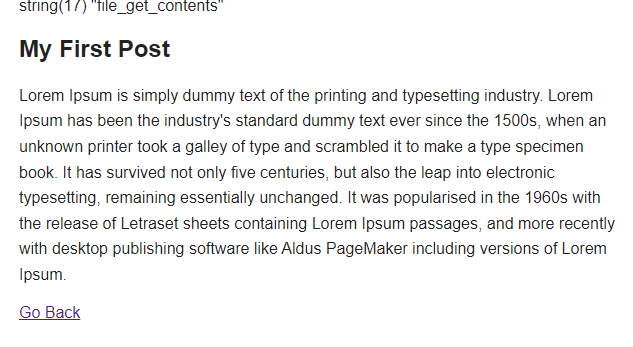 string(17) "file_get_contents"
My First Post
Lorem Ipsum is simply dummy text of the printing and typesetting industry. Lorem
Ipsum has been the industry's standard dummy text ever since the 1500s, when an
unknown printer took a galley of type and scrambled it to make a type specimen
book. It has survived not only five centuries, but also the leap into electronic
typesetting, remaining essentially unchanged. It was popularised in the 1960s with
the release of Letraset sheets containing Lorem Ipsum passages, and more recently
with desktop publishing software like Aldus PageMaker including versions of Lorem
Ipsum.
Go Back